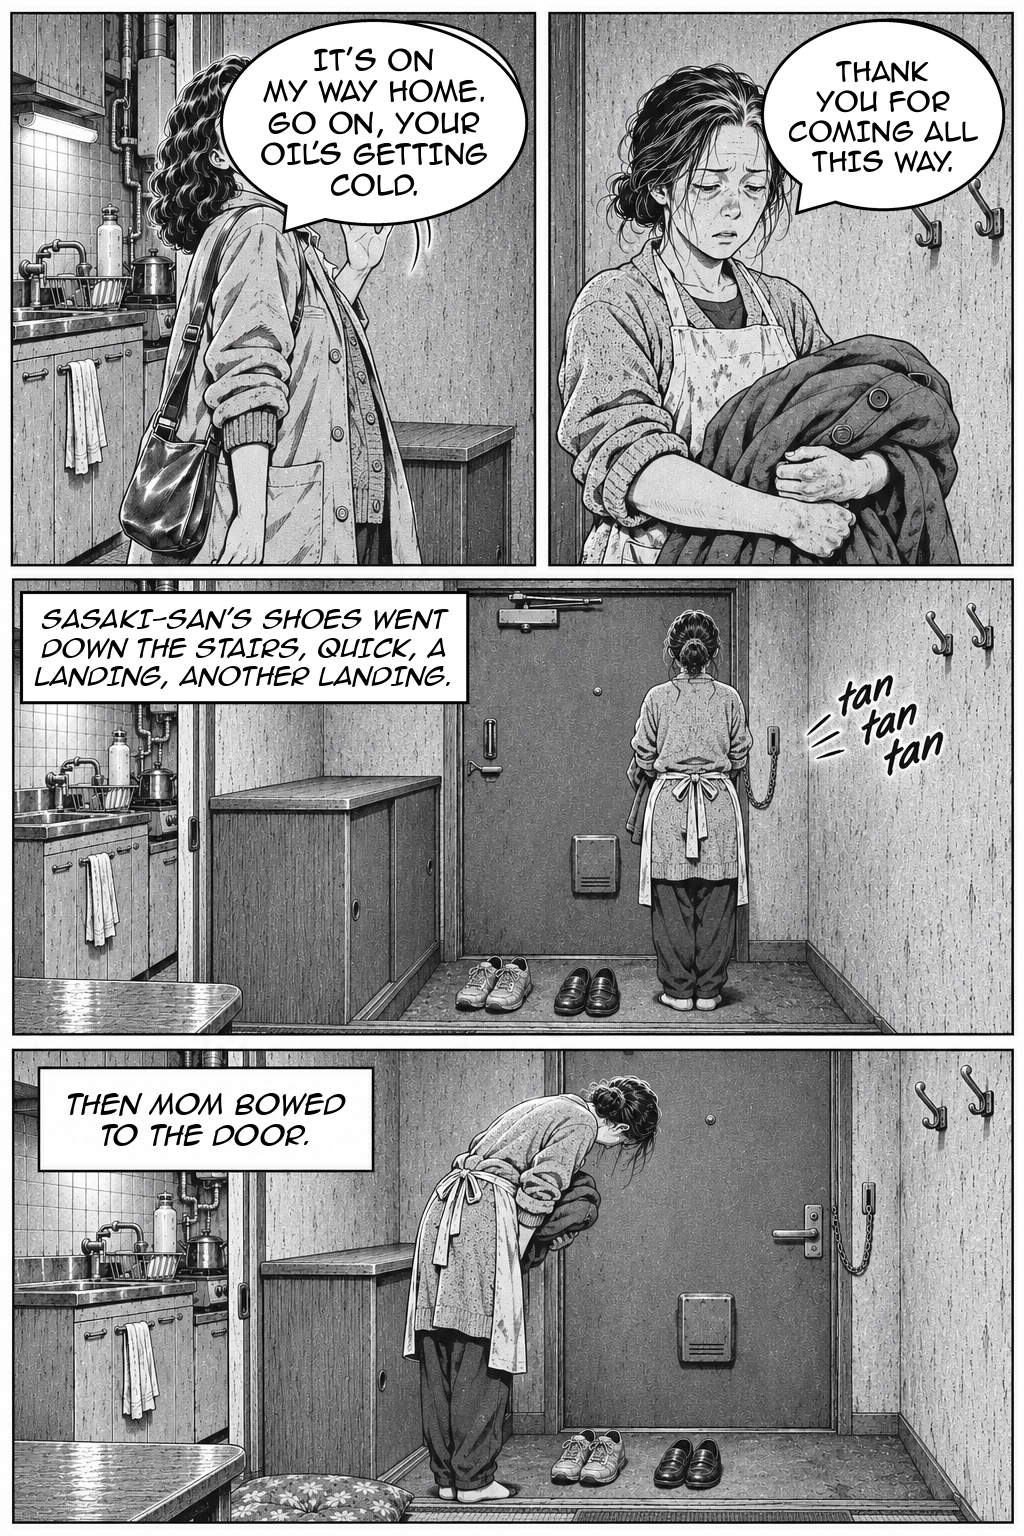 IT'S ON
MY WAY HOME.
GO ON, YOUR
OIL'S GETTING
COLD.
THANK
YOU FOR
COMING ALL
THIS WAY.
SASAKI-SAN'S SHOES WENT
DOWN THE STAIRS, QUICK, A
LANDING, ANOTHER LANDING.
tan
tan
tan
THEN MOM BOWED
TO THE DOOR.